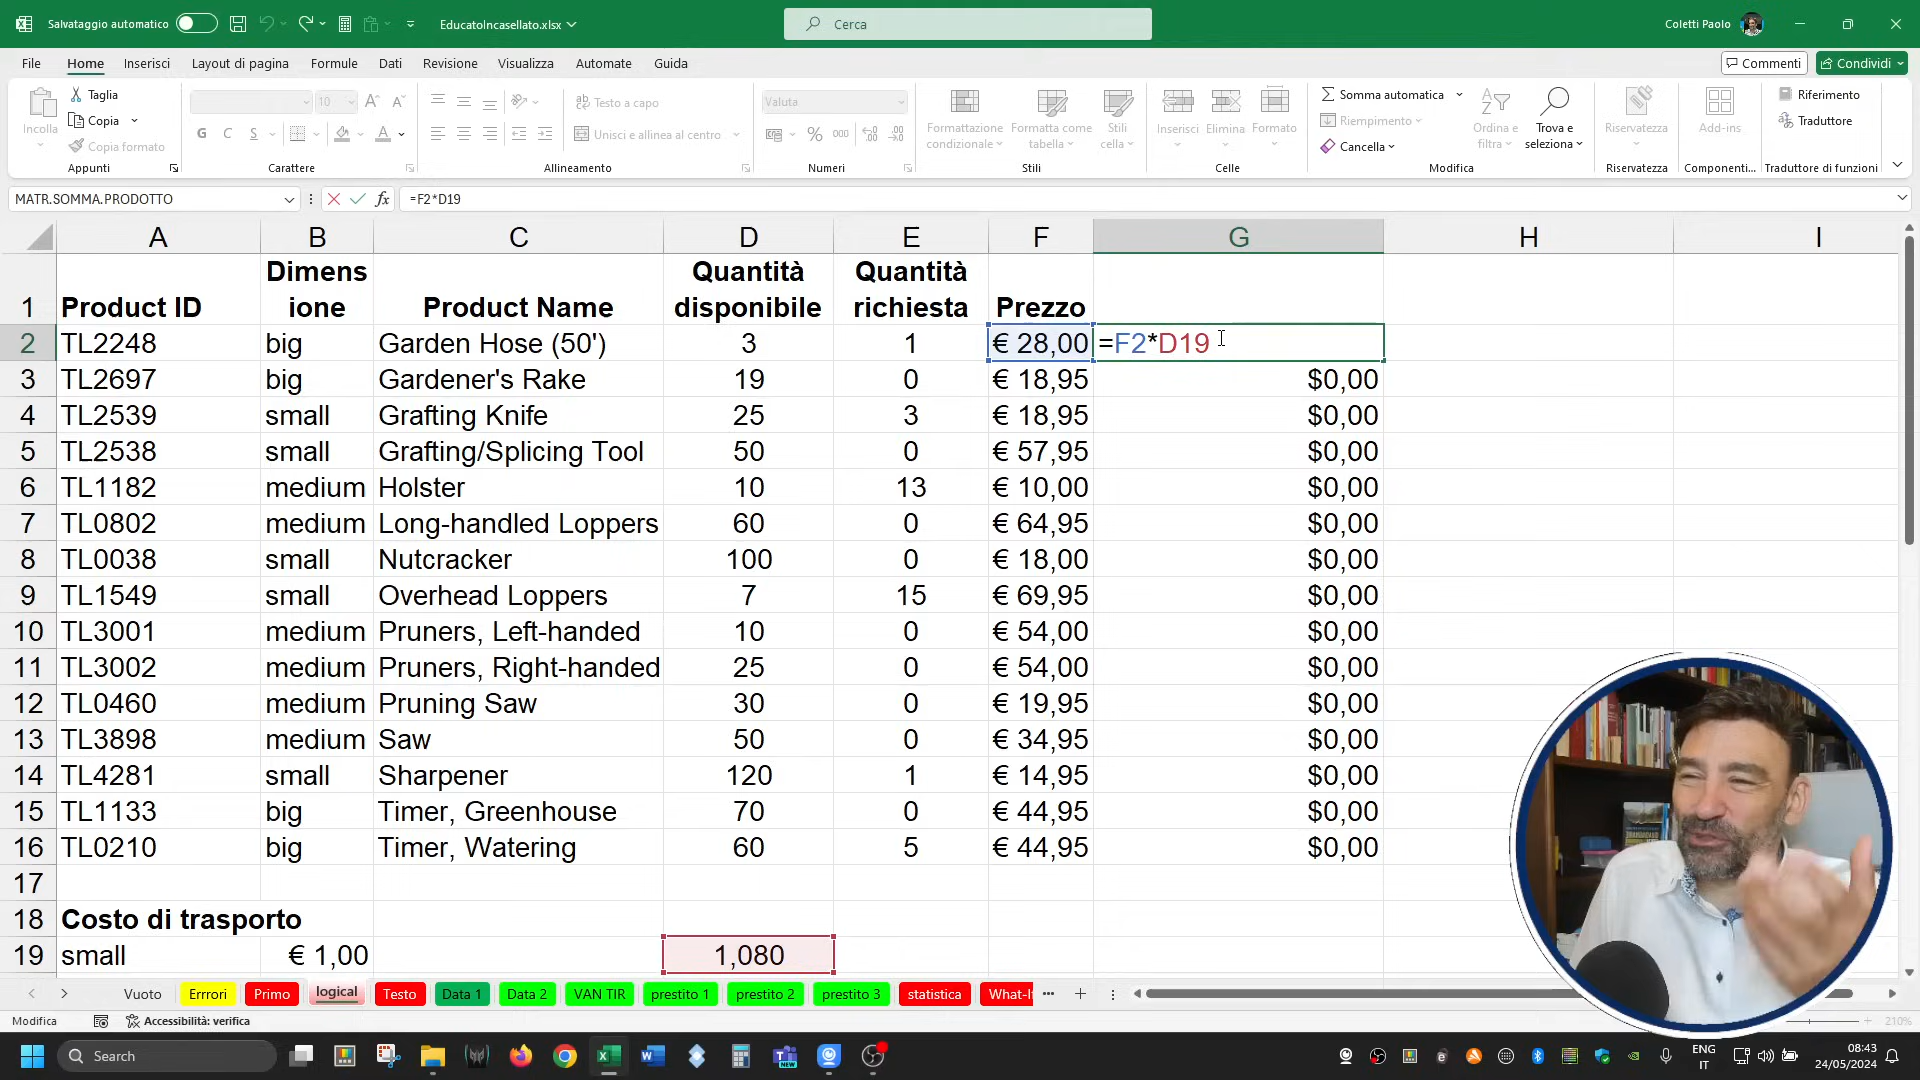 Salvataggio automatico
EducatoIncasellato.xlsx
Cerca
Coletti Paolo
File Home Inserisci Layout di pagina Formule Dati Revisione Visualizza Automate Guida
Commenti Condividi
Incolla
Taglia
Copia
Copia formato
Appunti
10
G C S
Carattere
Testo a capo
Unisci e allinea al centro
Allineamento
Valuta
% 000
Numeri
Formattazione condizionale
Formatta come tabella
Stili cella
Stili
Inserisci
Elimina
Formato
Celle
Somma automatica
Riempimento
Cancella
Ordina e filtra
Trova e seleziona
Modifica
Riservatezza
Riservatezza
Add-ins
Componenti...
Riferimento
Traduttore
Traduttore di funzioni
MATR.SOMMA.PRODOTTO
fx
=F2*D19
A B C D E F G H I
1 Product ID Dimensione Product Name Quantità disponibile Quantità richiesta Prezzo
2 TL2248 big Garden Hose (50') 3 1 € 28,00 =F2*D19
3 TL2697 big Gardener's Rake 19 0 € 18,95 $0,00
4 TL2539 small Grafting Knife 25 3 € 18,95 $0,00
5 TL2538 small Grafting/Splicing Tool 50 0 € 57,95 $0,00
6 TL1182 medium Holster 10 13 € 10,00 $0,00
7 TL0802 medium Long-handled Loppers 60 0 € 64,95 $0,00
8 TL0038 small Nutcracker 100 0 € 18,00 $0,00
9 TL1549 small Overhead Loppers 7 15 € 69,95 $0,00
10 TL3001 medium Pruners, Left-handed 10 0 € 54,00 $0,00
11 TL3002 medium Pruners, Right-handed 25 0 € 54,00 $0,00
12 TL0460 medium Pruning Saw 30 0 € 19,95 $0,00
13 TL3898 medium Saw 50 0 € 34,95 $0,00
14 TL4281 small Sharpener 120 1 € 14,95 $0,00
15 TL1133 big Timer, Greenhouse 70 0 € 44,95 $0,00
16 TL0210 big Timer, Watering 60 5 € 44,95 $0,00
17
18 Costo di trasporto
19 small € 1,00 1,080
Vuoto Errrori Primo logical Testo Data 1 Data 2 VAN TIR prestito 1 prestito 2 prestito 3 statistica What-If
Modifica
Accessibilità: verifica
210%
Search
ENG
IT
08:43
24/05/2024